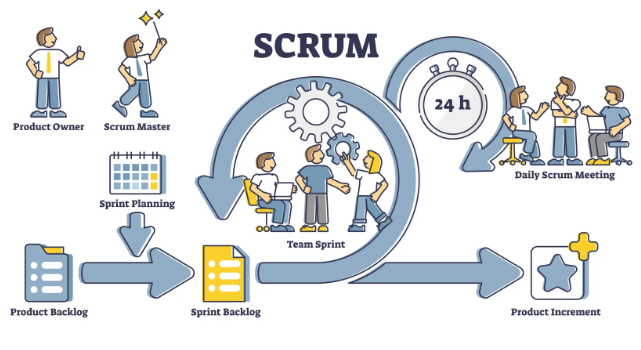 SCRUM
Product Owner
Scrum Master
24 h
Daily Scrum Meeting
Sprint Planning
Team Sprint
Product Backlog
Sprint Backlog
Product Increment